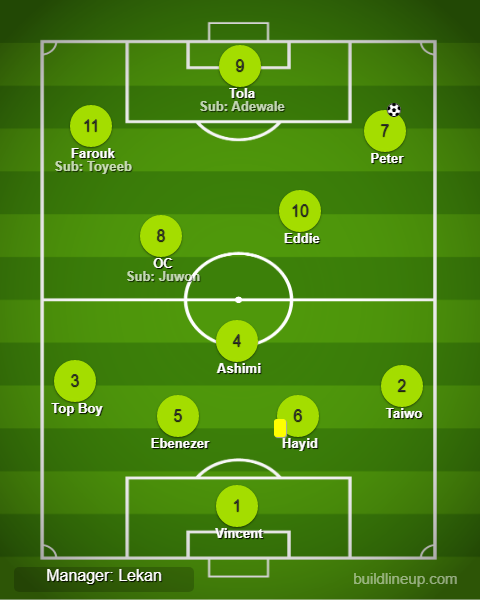 9
Tola
Sub: Adewale
11
Farouk
Sub: Toyeeb
7
Peter
10
Eddie
8
OC
Sub: Juwon
4
Ashimi
3
Top Boy
2
Taiwo
5
Ebenezer
6
Hayid
1
Vincent
Manager: Lekan
buildlineup.com